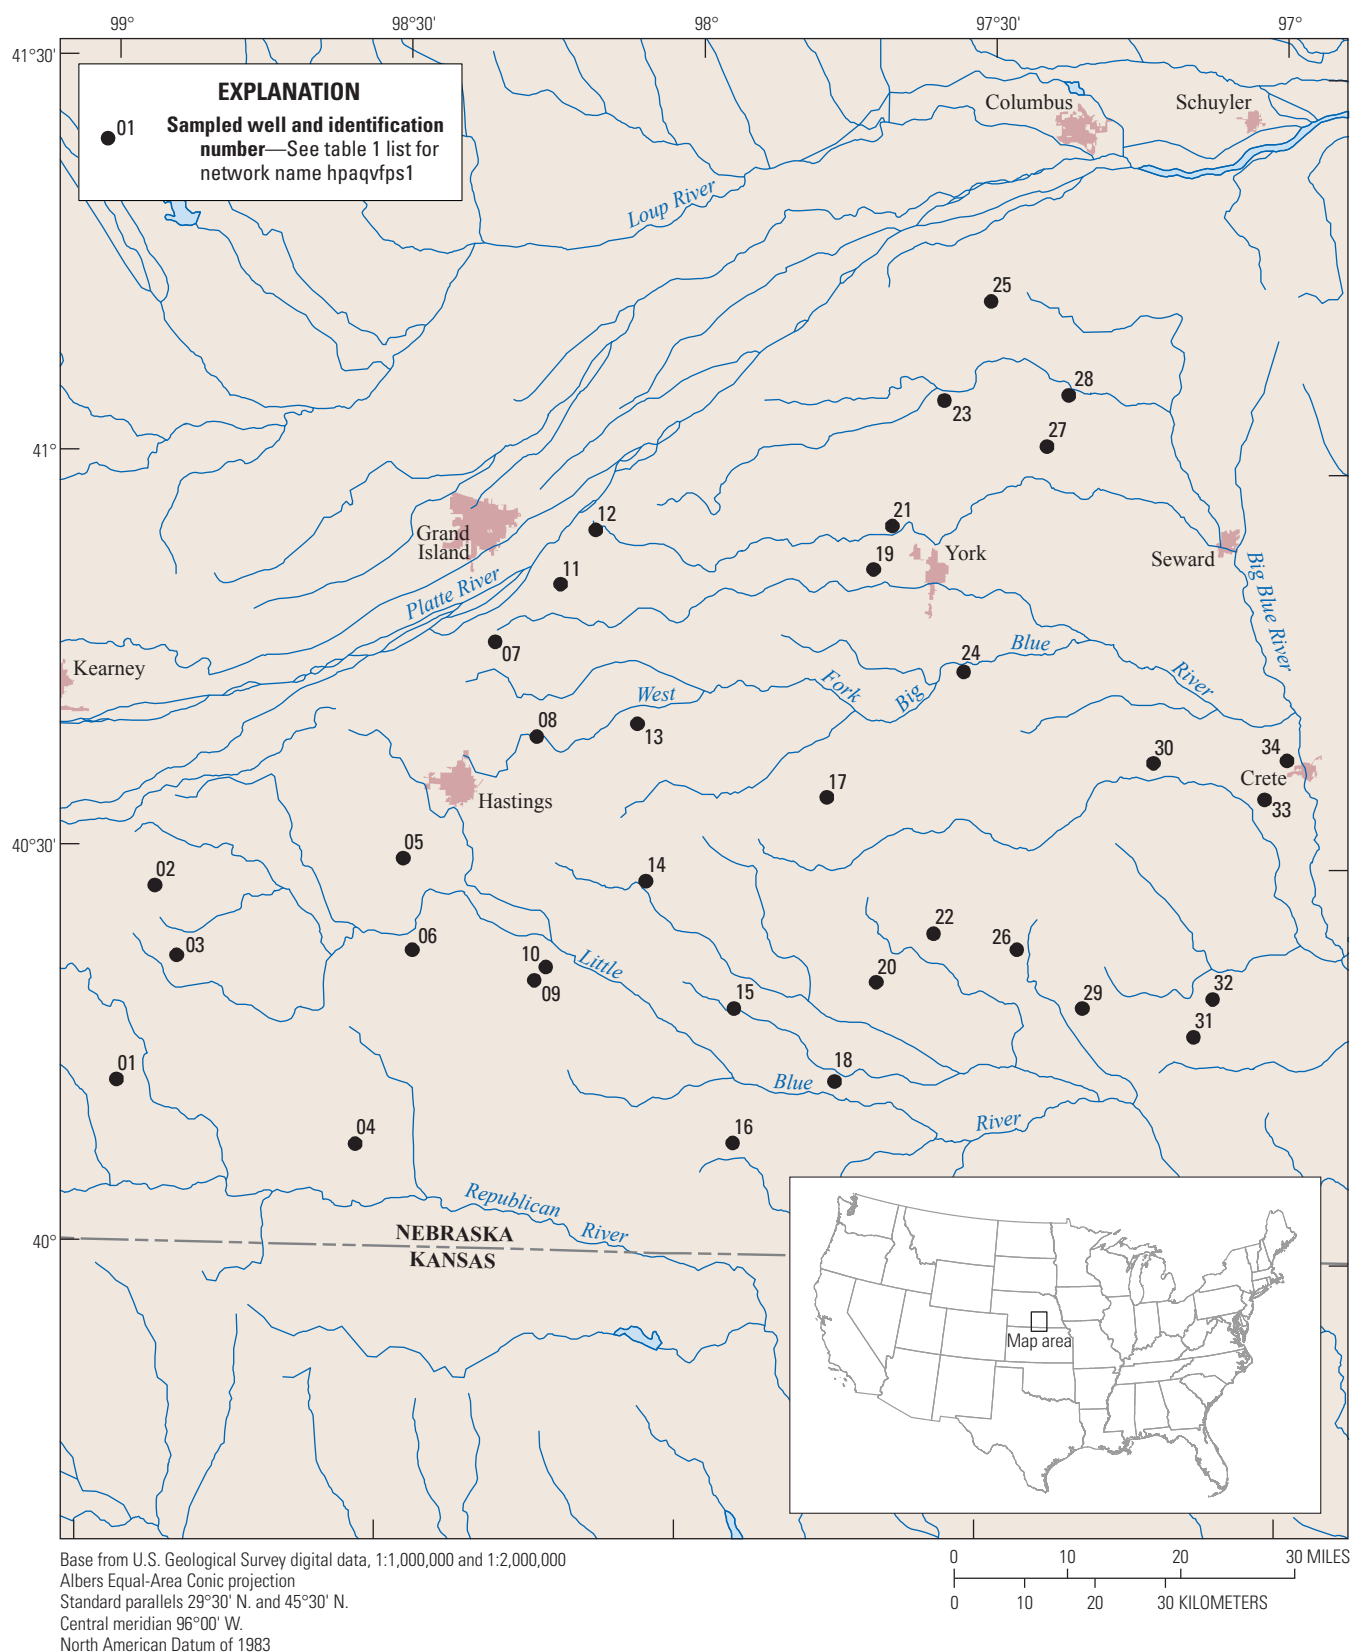 99°
98°30'
98°
97°30'
97°
41°30'
EXPLANATION
01
Sampled well and identification
number—See table 1 list for
network name hpaqvfps1
Columbus
Schuyler
Loup River
25
28
23
27
41°
12
21
Grand
Island
York
Seward
19
11
Platte River
Big Blue River
07
Kearney
24
Blue
River
Fork
Big
West
08
13
30
34
Crete
17
Hastings
33
40°30'
05
02
14
22
26
06
03
10
Little
09
20
15
29
32
31
01
18
Blue
04
16
River
Republican
River
NEBRASKA
KANSAS
40°
Map area
Base from U.S. Geological Survey digital data, 1:1,000,000 and 1:2,000,000
Albers Equal-Area Conic projection
Standard parallels 29°30' N. and 45°30' N.
Central meridian 96°00' W.
North American Datum of 1983
0 10 20 30 MILES
0 10 20 30 KILOMETERS